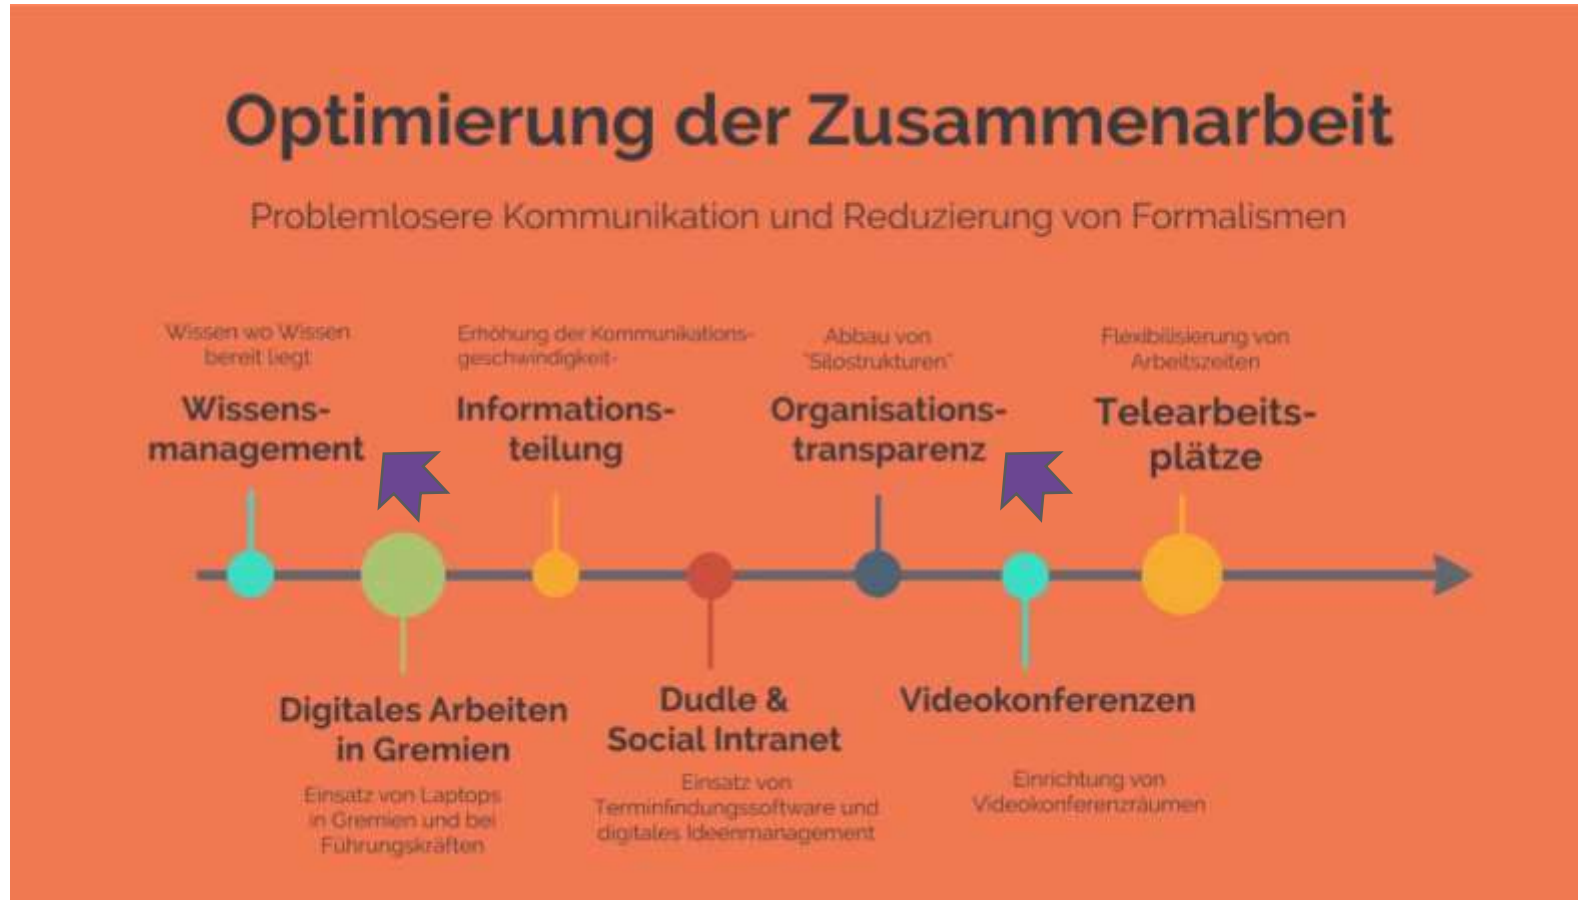 Optimierung der Zusammenarbeit
Problemlosere Kommunikation und Reduzierung von Formalismen
Wissen wo Wissen
bereit liegt
Wissens-
management
Erhöhung der Kommunikations-
geschwindigkeit-
Informations-
teilung
Abbau von
"Silostrukturen"
Organisations-
transparenz
Flexibilisierung von
Arbeitszeiten
Telearbeits-
plätze
Digitales Arbeiten
in Gremien
Einsatz von Laptops
in Gremien und bei
Führungskräften
Dudle &
Social Intranet
Einsatz von
Terminfindungssoftware und
digitales Ideenmanagement
Videokonferenzen
Einrichtung von
Videokonferenzräumen